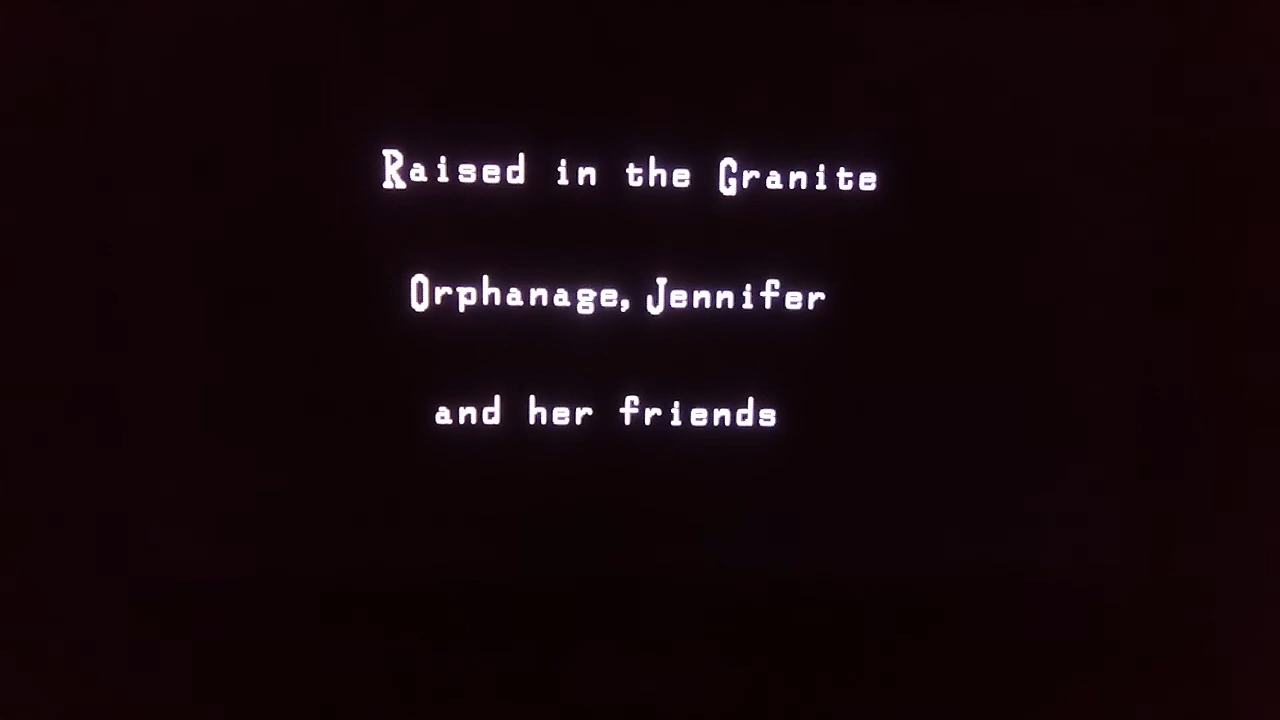 Raised in the Granite
Orphanage, Jennifer
and her friends